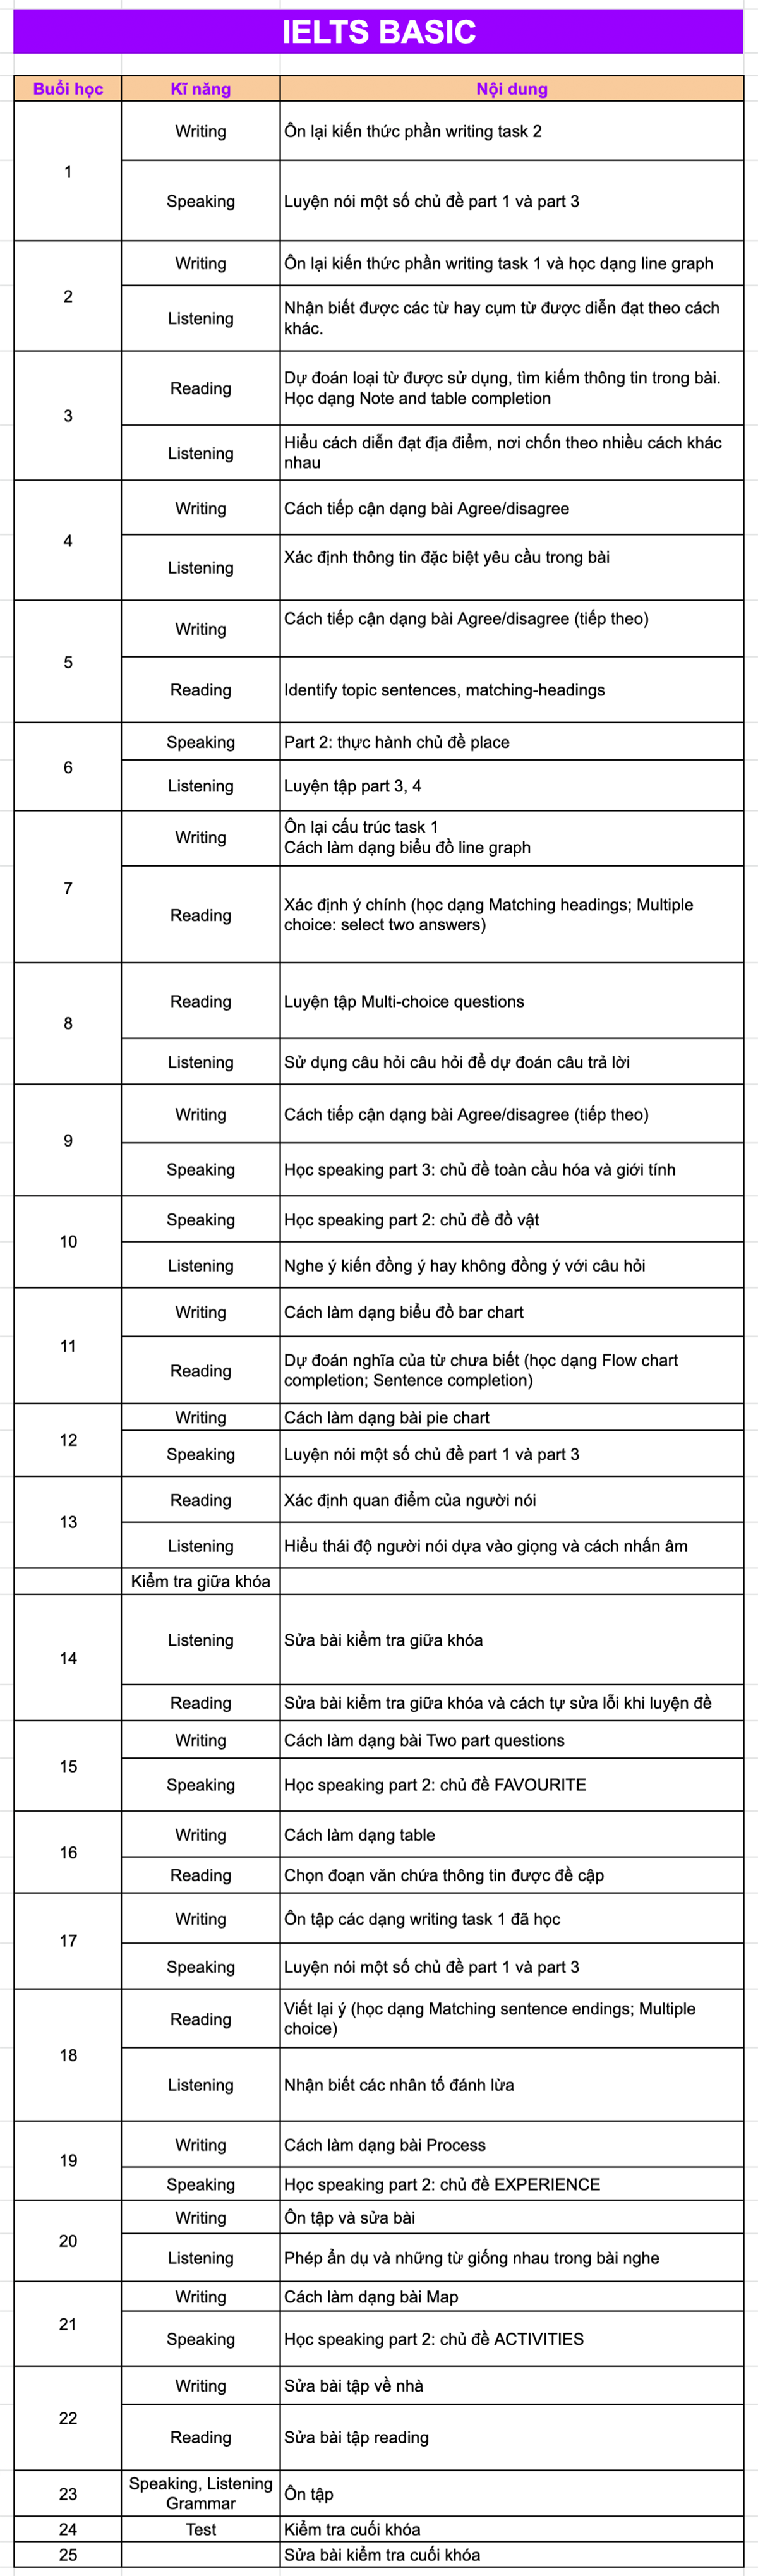 IELTS BASIC
Buổi học Kĩ năng Nội dung
1
Writing Ôn lại kiến thức phần writing task 2
Speaking Luyện nói một số chủ đề part 1 và part 3
2
Writing Ôn lại kiến thức phần writing task 1 và học dạng line graph
Listening Nhận biết được các từ hay cụm từ được diễn đạt theo cách
khác.
3
Reading Dự đoán loại từ được sử dụng, tìm kiếm thông tin trong bài.
Học dạng Note and table completion
Listening Hiểu cách diễn đạt địa điểm, nơi chốn theo nhiều cách khác
nhau
4
Writing Cách tiếp cận dạng bài Agree/disagree
Listening Xác định thông tin đặc biệt yêu cầu trong bài
5
Writing Cách tiếp cận dạng bài Agree/disagree (tiếp theo)
Reading Identify topic sentences, matching-headings
6
Speaking Part 2: thực hành chủ đề place
Listening Luyện tập part 3, 4
7
Writing Ôn lại cấu trúc task 1
Cách làm dạng biểu đồ line graph
Reading Xác định ý chính (học dạng Matching headings; Multiple
choice: select two answers)
8
Reading Luyện tập Multi-choice questions
Listening Sử dụng câu hỏi câu hỏi để dự đoán câu trả lời
9
Writing Cách tiếp cận dạng bài Agree/disagree (tiếp theo)
Speaking Học speaking part 3: chủ đề toàn cầu hóa và giới tính
10
Speaking Học speaking part 2: chủ đề đồ vật
Listening Nghe ý kiến đồng ý hay không đồng ý với câu hỏi
11
Writing Cách làm dạng biểu đồ bar chart
Reading Dự đoán nghĩa của từ chưa biết (học dạng Flow chart
completion; Sentence completion)
12
Writing Cách làm dạng bài pie chart
Speaking Luyện nói một số chủ đề part 1 và part 3
13
Reading Xác định quan điểm của người nói
Listening Hiểu thái độ người nói dựa vào giọng và cách nhấn âm
Kiểm tra giữa khóa
14
Listening Sửa bài kiểm tra giữa khóa
Reading Sửa bài kiểm tra giữa khóa và cách tự sửa lỗi khi luyện đề
15
Writing Cách làm dạng bài Two part questions
Speaking Học speaking part 2: chủ đề FAVOURITE
16
Writing Cách làm dạng table
Reading Chọn đoạn văn chứa thông tin được đề cập
17
Writing Ôn tập các dạng writing task 1 đã học
Speaking Luyện nói một số chủ đề part 1 và part 3
18
Reading Viết lại ý (học dạng Matching sentence endings; Multiple
choice)
Listening Nhận biết các nhân tố đánh lừa
19
Writing Cách làm dạng bài Process
Speaking Học speaking part 2: chủ đề EXPERIENCE
20
Writing Ôn tập và sửa bài
Listening Phép ẩn dụ và những từ giống nhau trong bài nghe
21
Writing Cách làm dạng bài Map
Speaking Học speaking part 2: chủ đề ACTIVITIES
22
Writing Sửa bài tập về nhà
Reading Sửa bài tập reading
23 Speaking, Listening
Grammar Ôn tập
24 Test Kiểm tra cuối khóa
25 Sửa bài kiểm tra cuối khóa